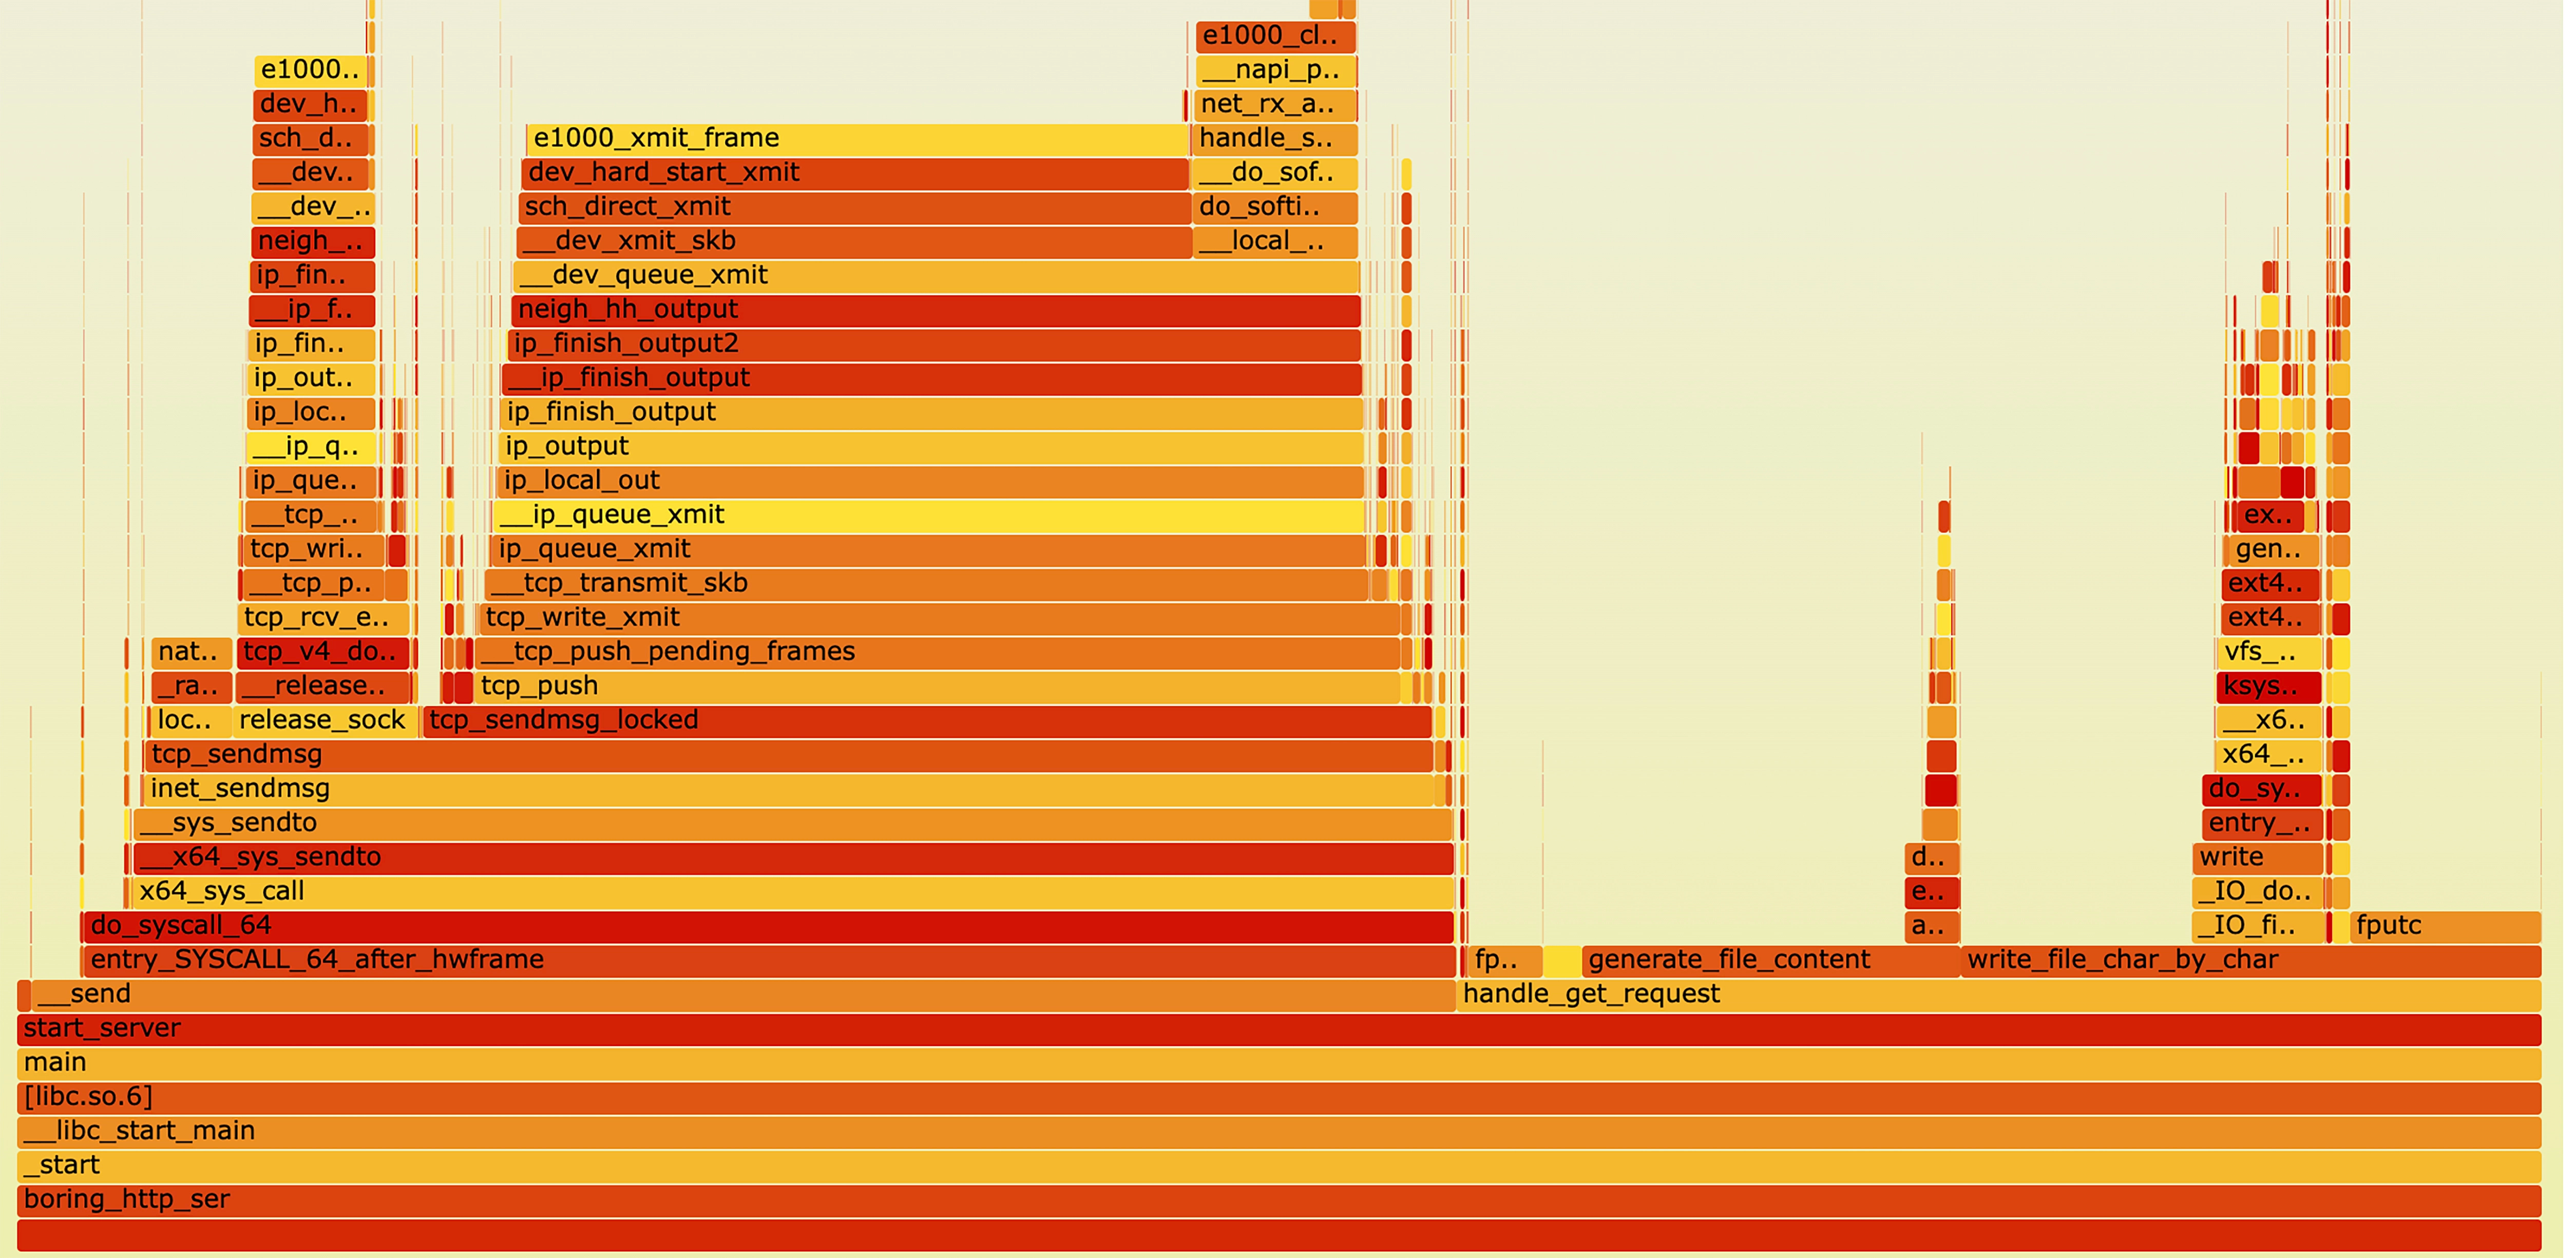 e1000_cl..
e1000.. __napi_p..
dev_h.. net_rx_a..
sch_d.. e1000_xmit_frame handle_s..
__dev.. dev_hard_start_xmit __do_sof..
__dev_.. sch_direct_xmit do_softi..
neigh_.. __dev_xmit_skb __local_..
ip_fin.. __dev_queue_xmit
__ip_f.. neigh_hh_output
ip_fin.. ip_finish_output2
ip_out.. __ip_finish_output
ip_loc.. ip_finish_output
__ip_q.. ip_output
ip_que.. ip_local_out
__tcp_.. __ip_queue_xmit ex..
tcp_wri.. ip_queue_xmit gen..
__tcp_p.. __tcp_transmit_skb ext4..
tcp_rcv_e.. tcp_write_xmit ext4..
nat.. tcp_v4_do.. __tcp_push_pending_frames vfs_..
_ra.. __release.. tcp_push ksys..
loc.. release_sock tcp_sendmsg_locked __x6..
tcp_sendmsg x64_..
inet_sendmsg do_sy..
__sys_sendto entry_..
__x64_sys_sendto d.. write
x64_sys_call e.. _IO_do..
do_syscall_64 a.. _IO_fi.. fputc
entry_SYSCALL_64_after_hwframe fp.. generate_file_content write_file_char_by_char
__send handle_get_request
start_server
main
[libc.so.6]
__libc_start_main
_start
boring_http_ser